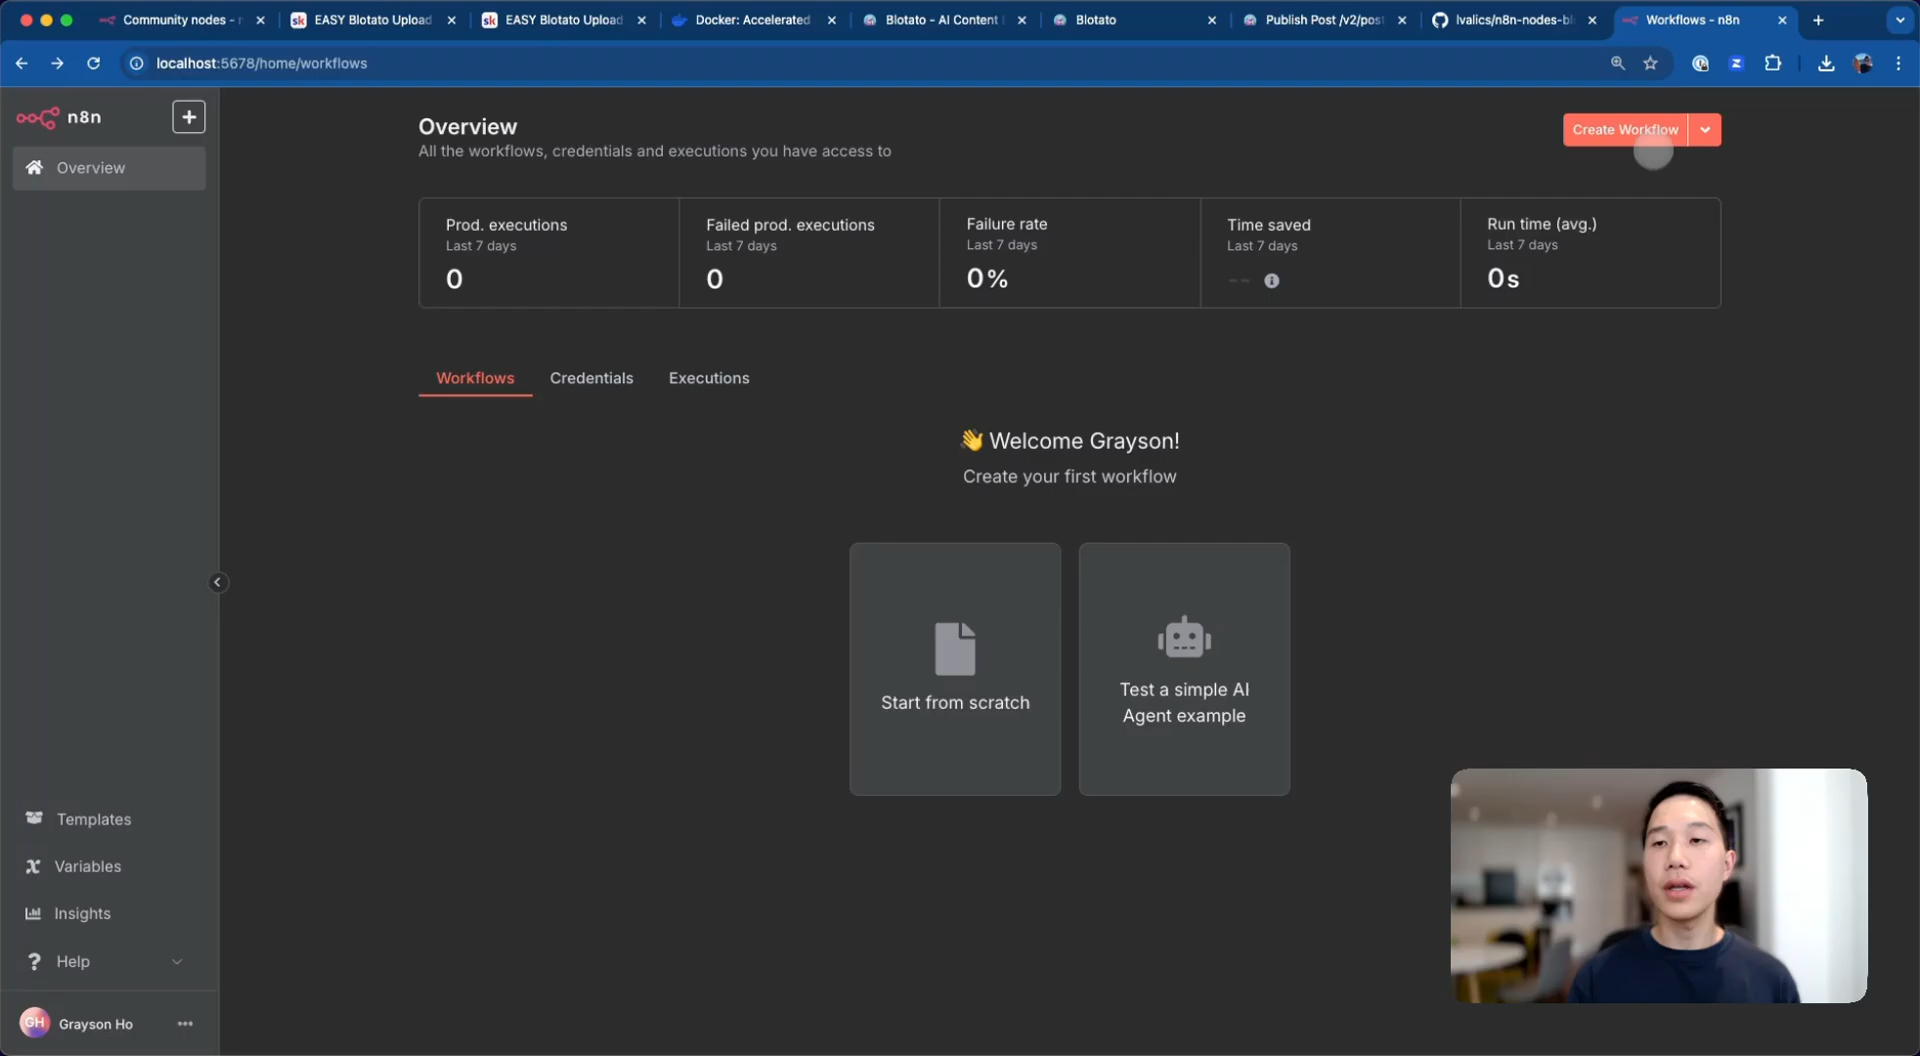 Community nodes - n
EASY Blotato Upload
EASY Blotato Upload
Docker: Accelerated
Blotato - AI Content
Blotato
Publish Post /v2/pos
lvalics/n8n-nodes-bl
Workflows - n8n
localhost:5678/home/workflows
n8n
Overview
Templates
Variables
Insights
Help
GH
Grayson Ho
Overview
All the workflows, credentials and executions you have access to
Create Workflow
Prod. executions
Last 7 days
0
Failed prod. executions
Last 7 days
0
Failure rate
Last 7 days
0%
Time saved
Last 7 days
--
Run time (avg.)
Last 7 days
0s
Workflows
Credentials
Executions
👋 Welcome Grayson!
Create your first workflow
Start from scratch
Test a simple AI
Agent example